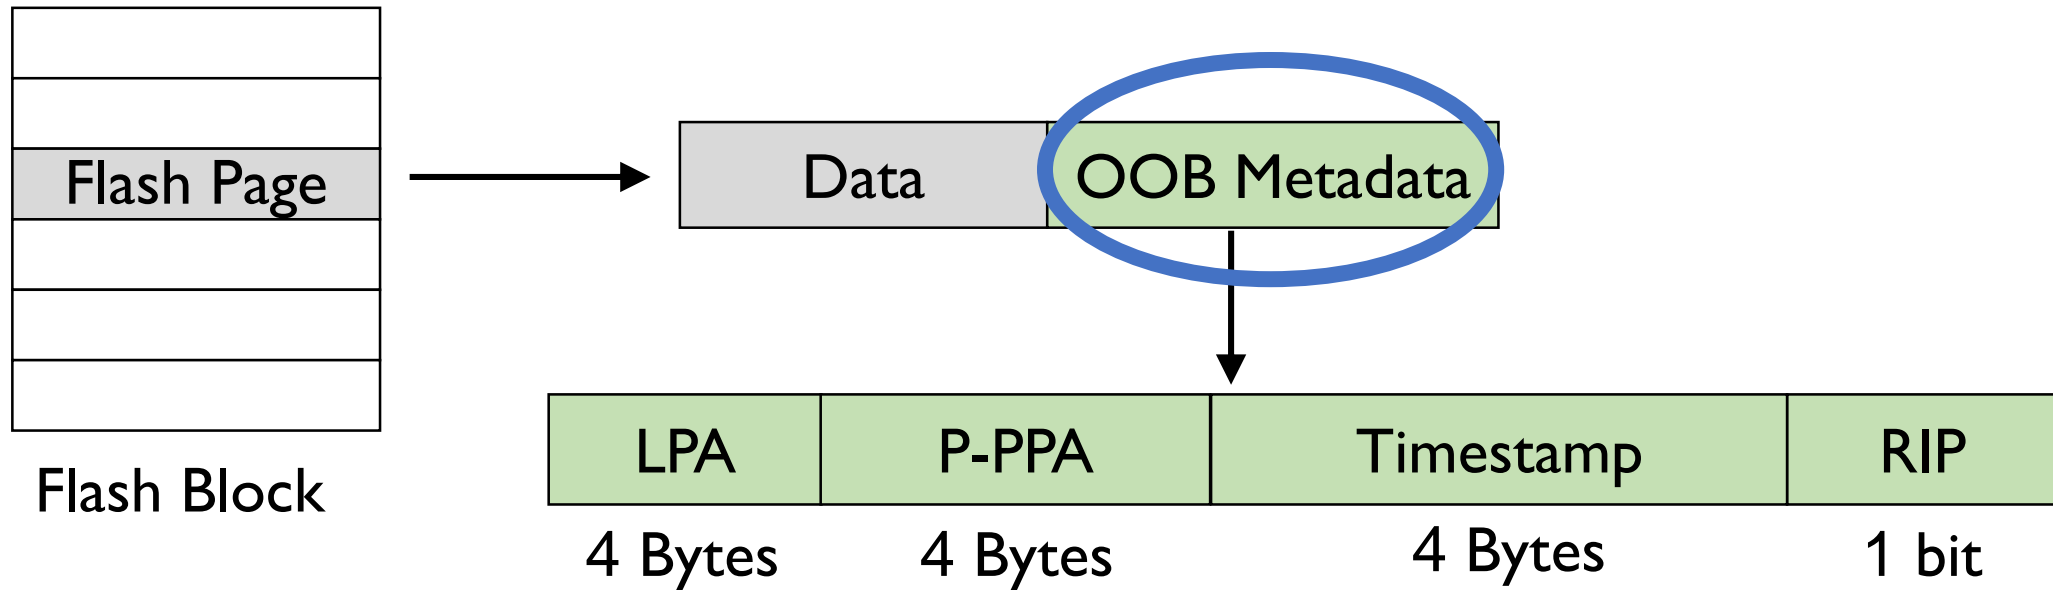 Flash Page
Data
OOB Metadata
Flash Block
LPA
P-PPA
Timestamp
RIP
4 Bytes
4 Bytes
4 Bytes
1 bit